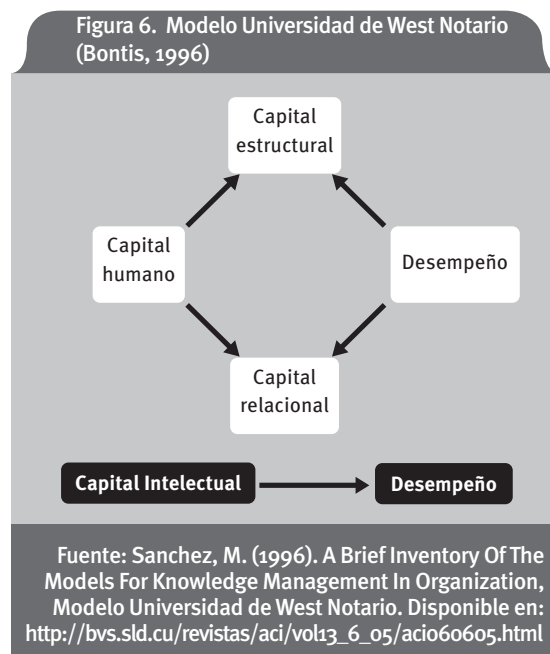 Figura 6.  Modelo Universidad de West Notario
(Bontis, 1996)
Capital
estructural
Capital
humano
Desempeño
Capital
relacional
Capital Intelectual
Desempeño
Fuente: Sanchez, M. (1996). A Brief Inventory Of The
Models For Knowledge Management In Organization,
Modelo Universidad de West Notario. Disponible en:
http://bvs.sld.cu/revistas/aci/vol13_6_05/aci060605.html